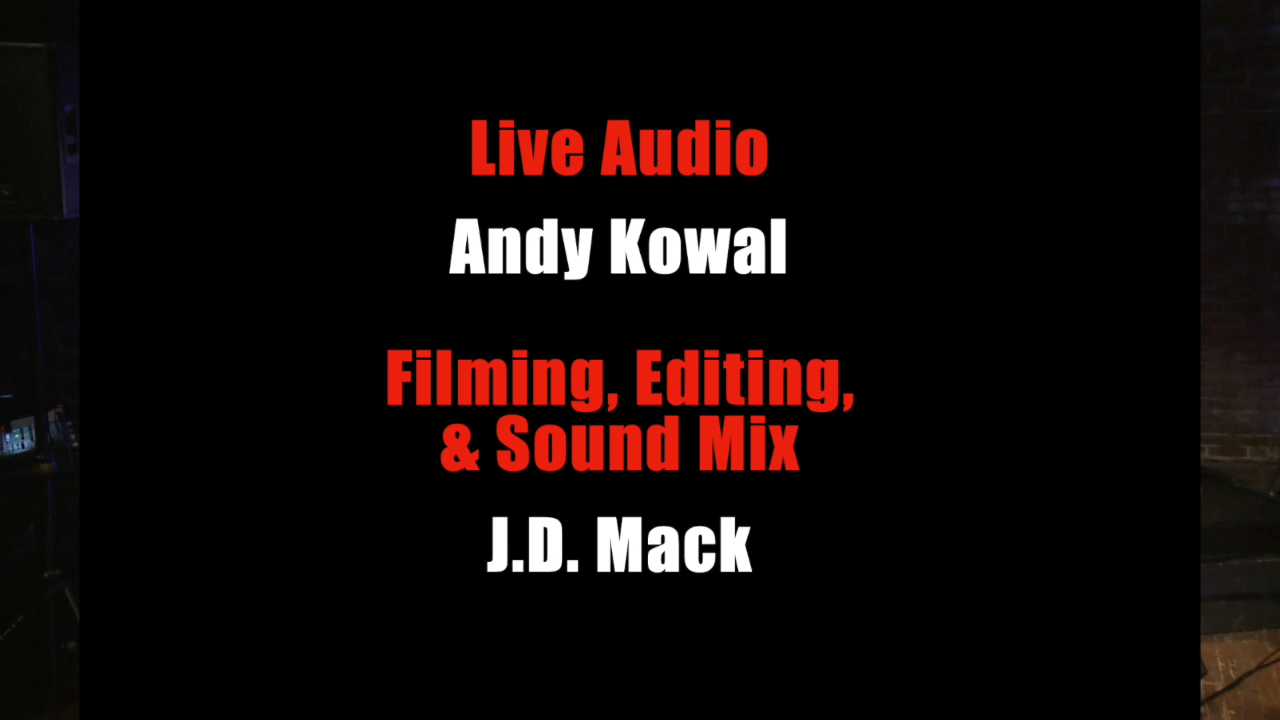 Live Audio
Andy Kowal
Filming, Editing,
& Sound Mix
J.D. Mack